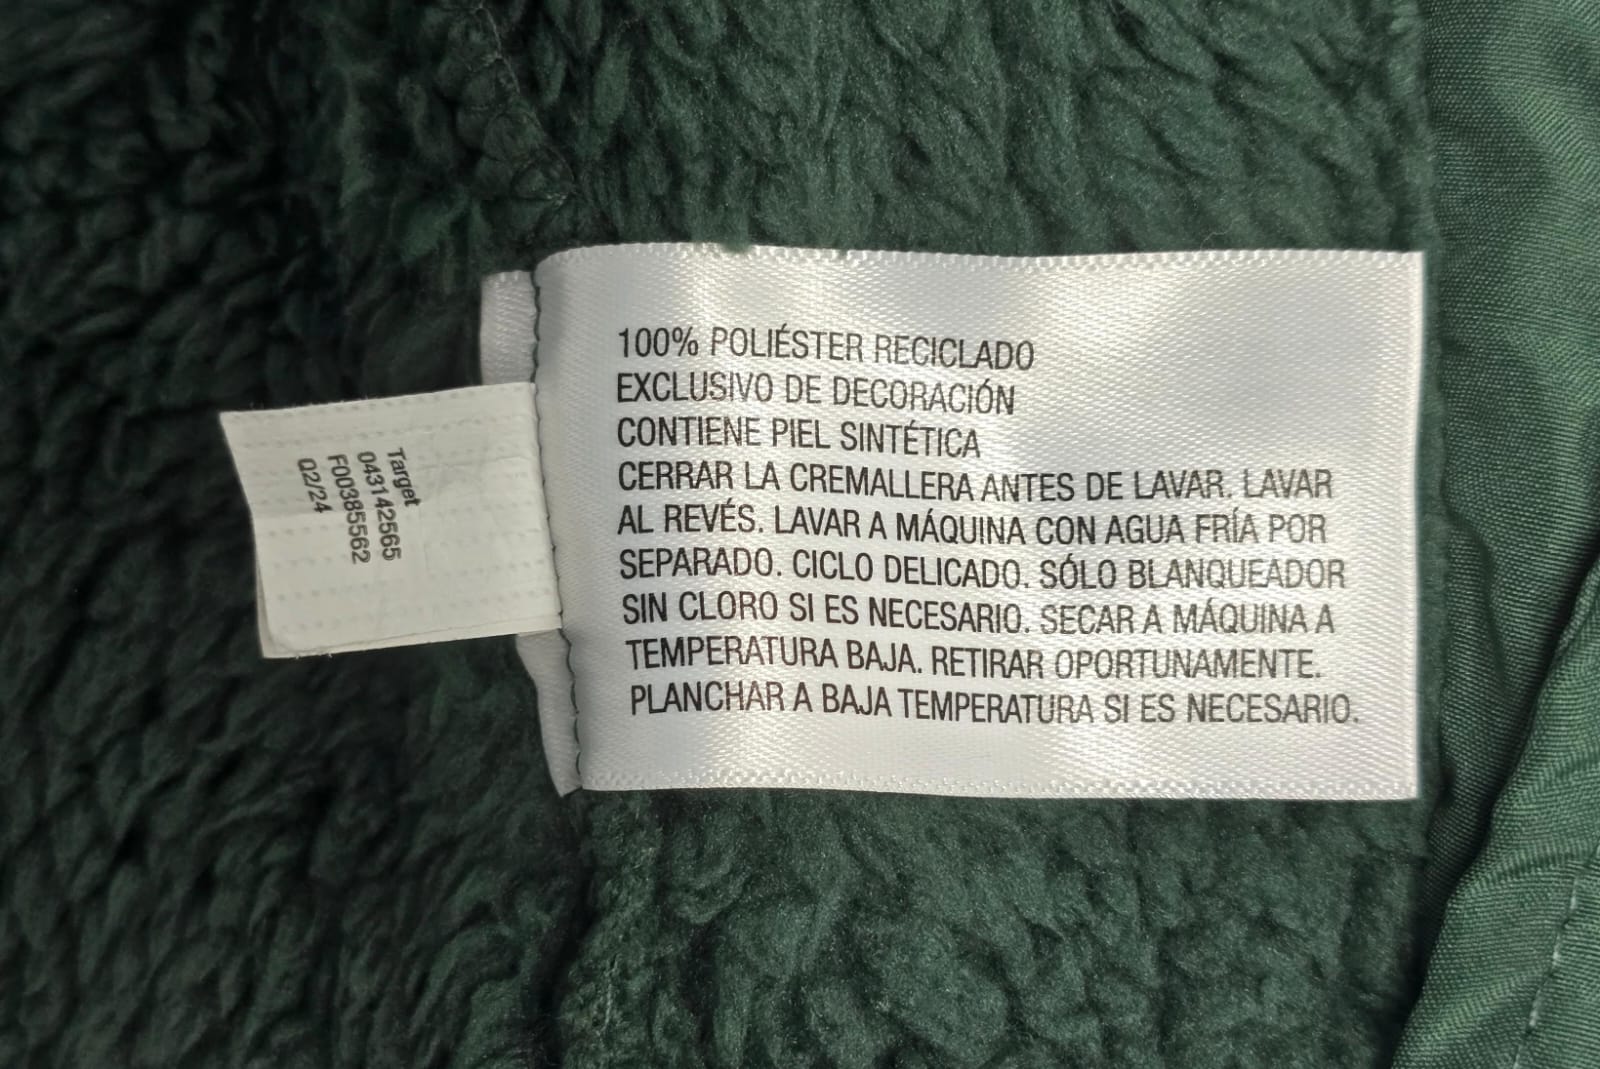 100% POLIÉSTER RECICLADO
EXCLUSIVO DE DECORACIÓN
CONTIENE PIEL SINTÉTICA
CERRAR LA CREMALLERA ANTES DE LAVAR. LAVAR
AL REVÉS. LAVAR A MÁQUINA CON AGUA FRÍA POR
SEPARADO. CICLO DELICADO. SÓLO BLANQUEADOR
SIN CLORO SI ES NECESARIO. SECAR A MÁQUINA A
TEMPERATURA BAJA. RETIRAR OPORTUNAMENTE.
PLANCHAR A BAJA TEMPERATURA SI ES NECESARIO.
Target
043142565
F00385562
Q2/24